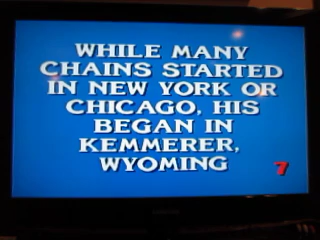 WHILE MANY
CHAINS STARTED
IN NEW YORK OR
CHICAGO, HIS
BEGAN IN
KEMMERER,
WYOMING
7